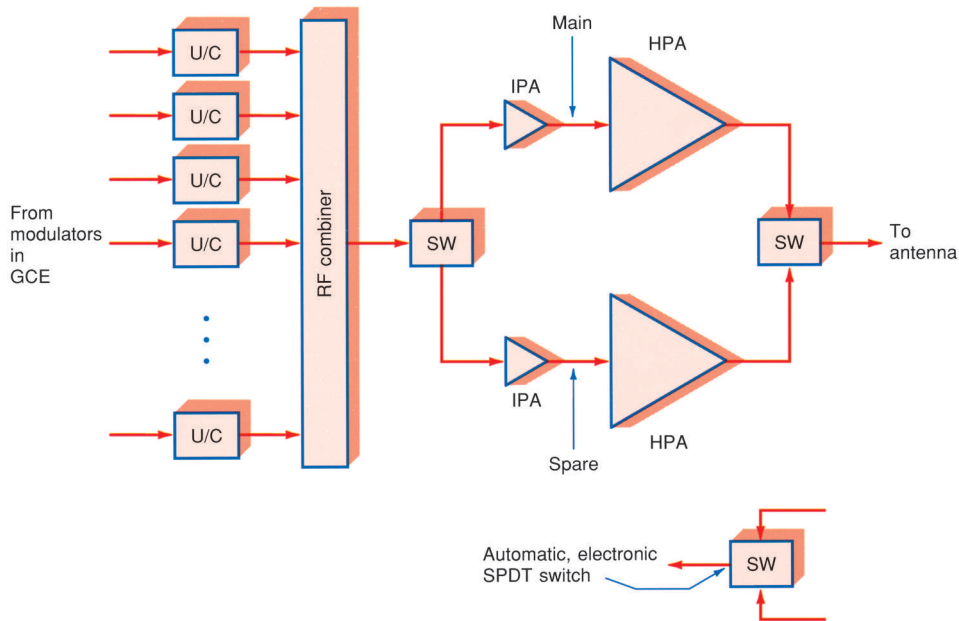 U/C
U/C
U/C
From
modulators
in
GCE
U/C
U/C
RF combiner
SW
IPA
Main
HPA
IPA
Spare
HPA
SW
To
antenna
Automatic, electronic
SPDT switch
SW